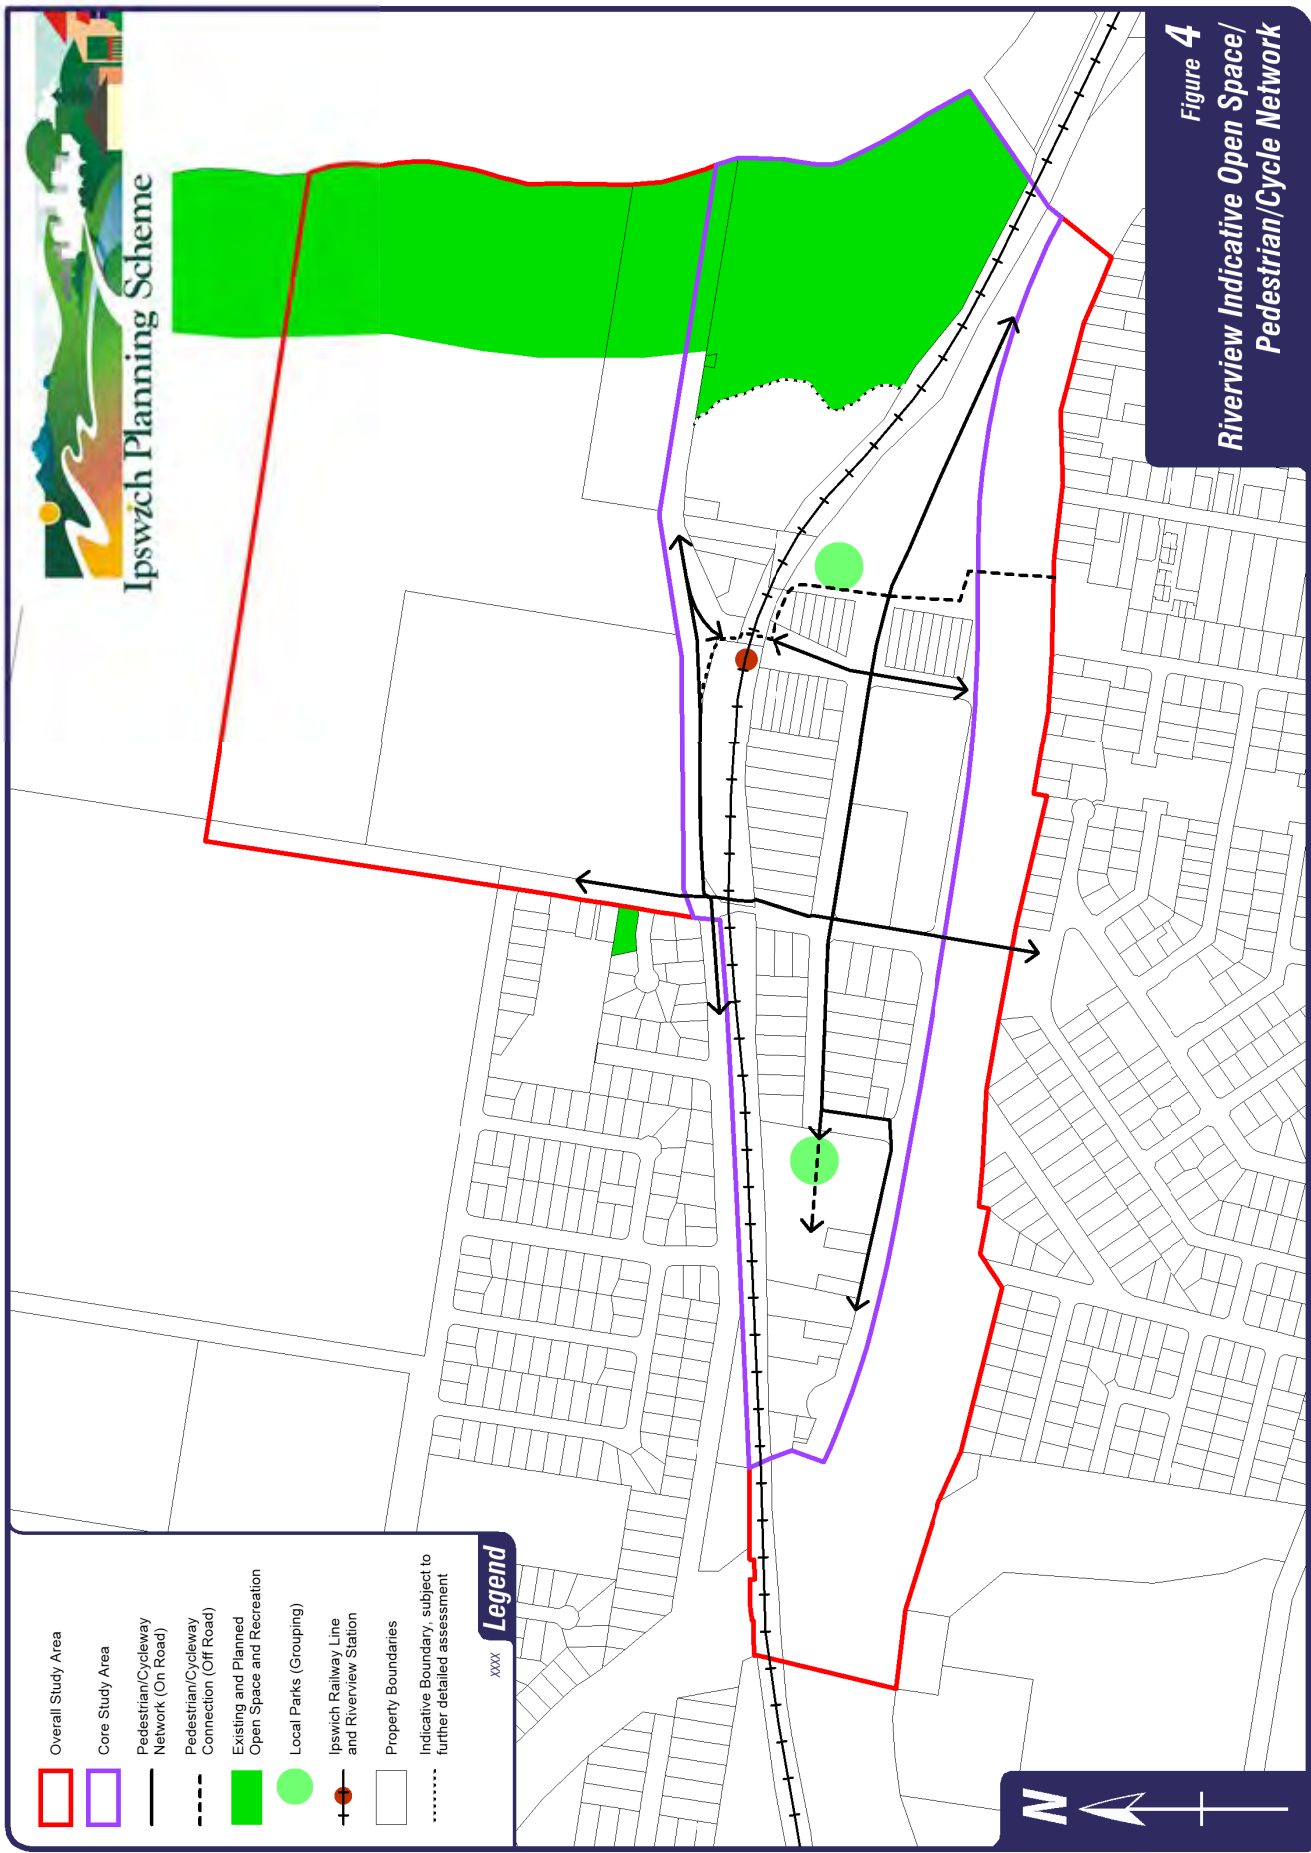 Ipswich Planning Scheme
Figure 4
Riverview Indicative Open Space/
Pedestrian/Cycle Network
Overall Study Area
Core Study Area
Pedestrian/Cycleway
Network (On Road)
Pedestrian/Cycleway
Connection (Off Road)
Existing and Planned
Open Space and Recreation
Local Parks (Grouping)
Ipswich Railway Line
and Riverview Station
Property Boundaries
Indicative Boundary, subject to
further detailed assessment
xxxx
Legend
N